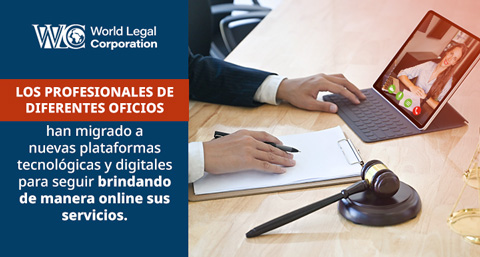 WLC World Legal
Corporation
LOS PROFESIONALES DE
DIFERENTES OFICIOS
han migrado a
nuevas plataformas
tecnológicas y digitales
para seguir brindando
de manera online sus
servicios.